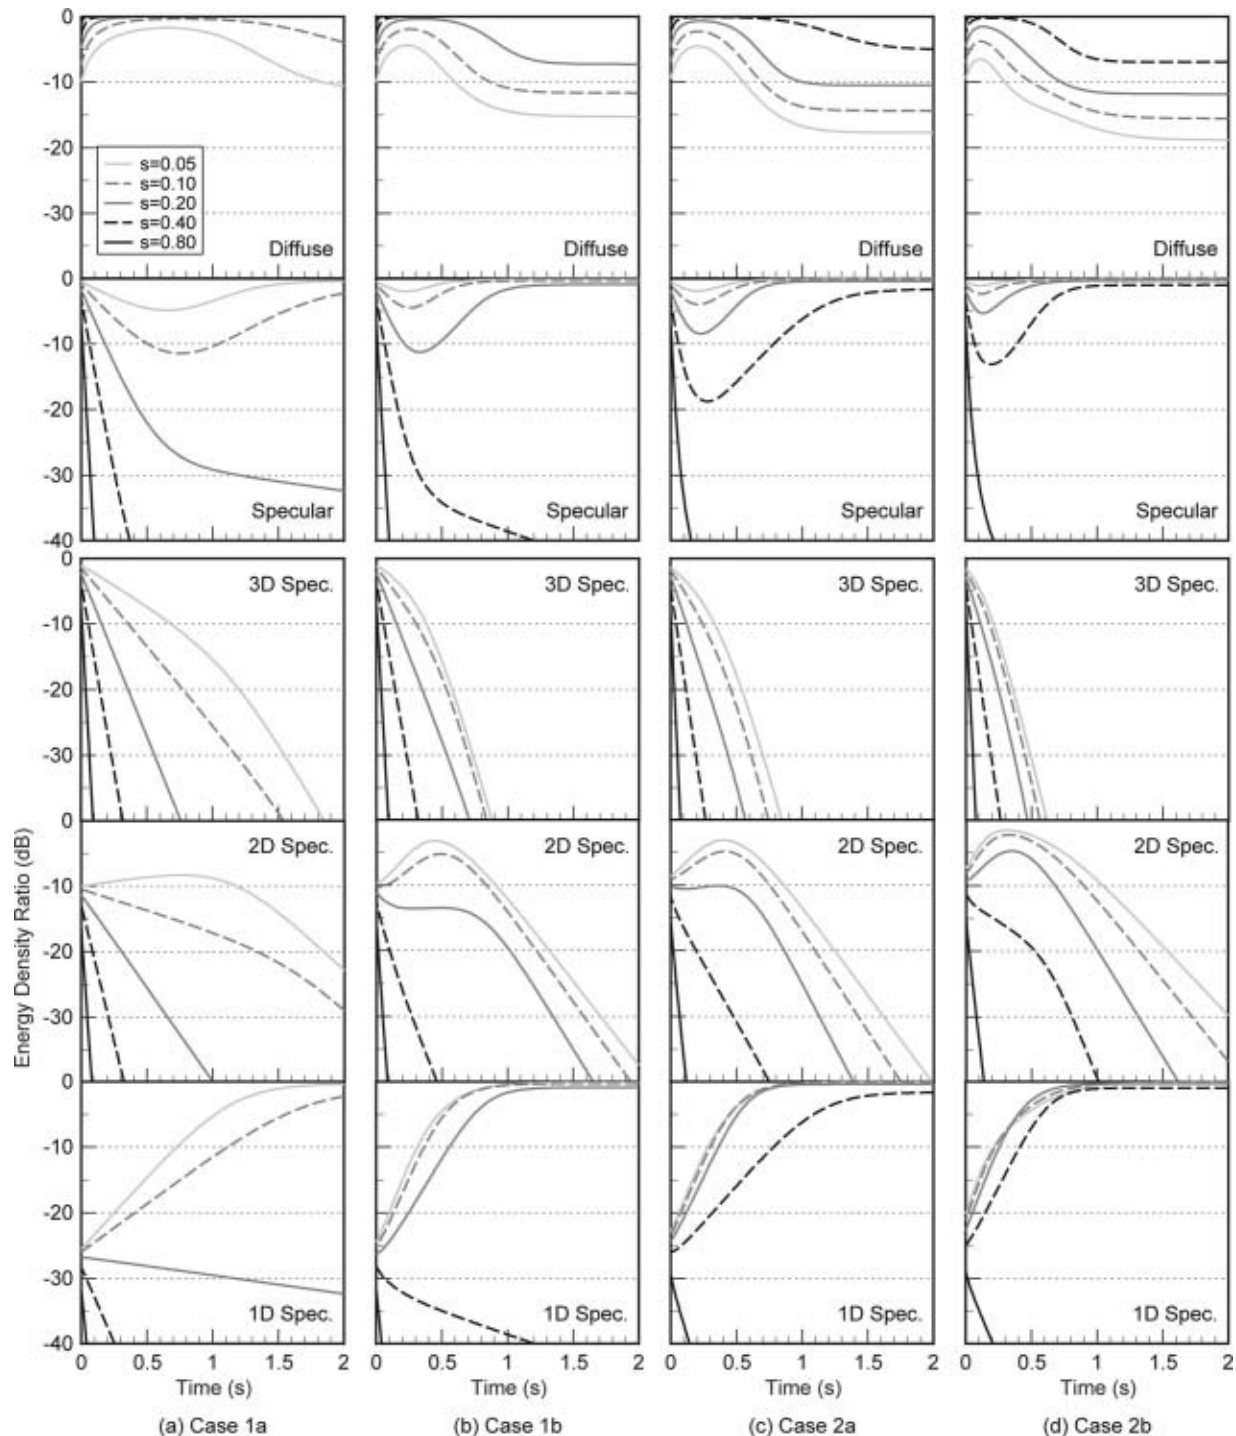 0
-10
-20
-30
s=0.05
s=0.10
s=0.20
s=0.40
s=0.80
Diffuse
Diffuse
Diffuse
Diffuse
0
-10
-20
-30
-40
Specular
Specular
Specular
Specular
0
-10
-20
-30
3D Spec.
3D Spec.
3D Spec.
3D Spec.
0
-10
-20
-30
2D Spec.
2D Spec.
2D Spec.
2D Spec.
Energy Density Ratio (dB)
0
-10
-20
-30
-40
1D Spec.
1D Spec.
1D Spec.
1D Spec.
0 0.5 1 1.5 2
0 0.5 1 1.5 2
0 0.5 1 1.5 2
0 0.5 1 1.5 2
Time (s)
Time (s)
Time (s)
Time (s)
(a) Case 1a
(b) Case 1b
(c) Case 2a
(d) Case 2b